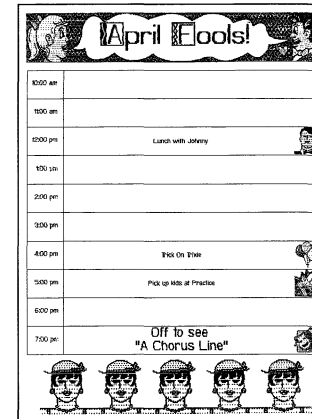 April Fools!
10:00 am
11:00 am
12:00 pm Lunch with Johnny
1:00 pm
2:00 pm
3:00 pm
4:00 pm Trick On Trixie
5:00 pm Pick up kids at Practice
6:00 pm
7:00 pm Off to see
"A Chorus Line"